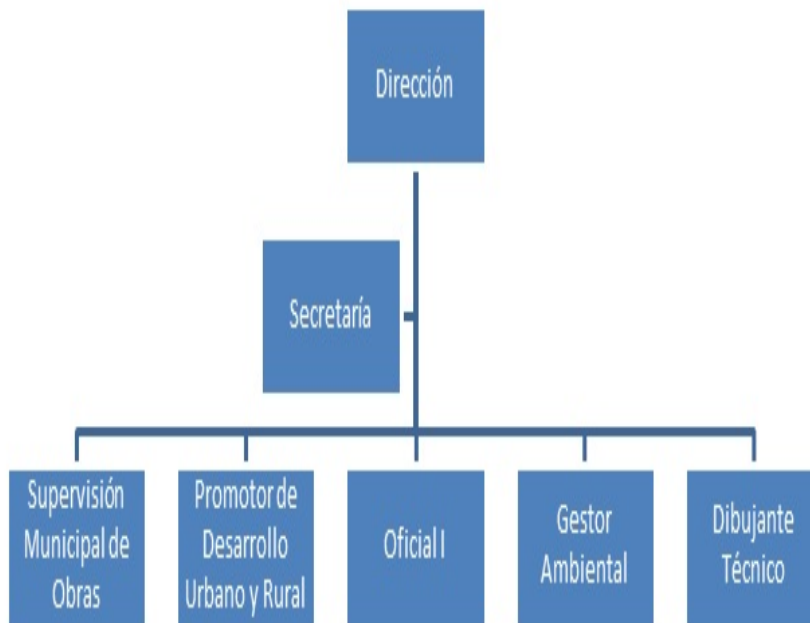 Dirección
Secretaría
Supervisión
Municipal de
Obras
Promotor de
Desarrollo
Urbano y Rural
Oficial I
Gestor
Ambiental
Dibujante
Técnico